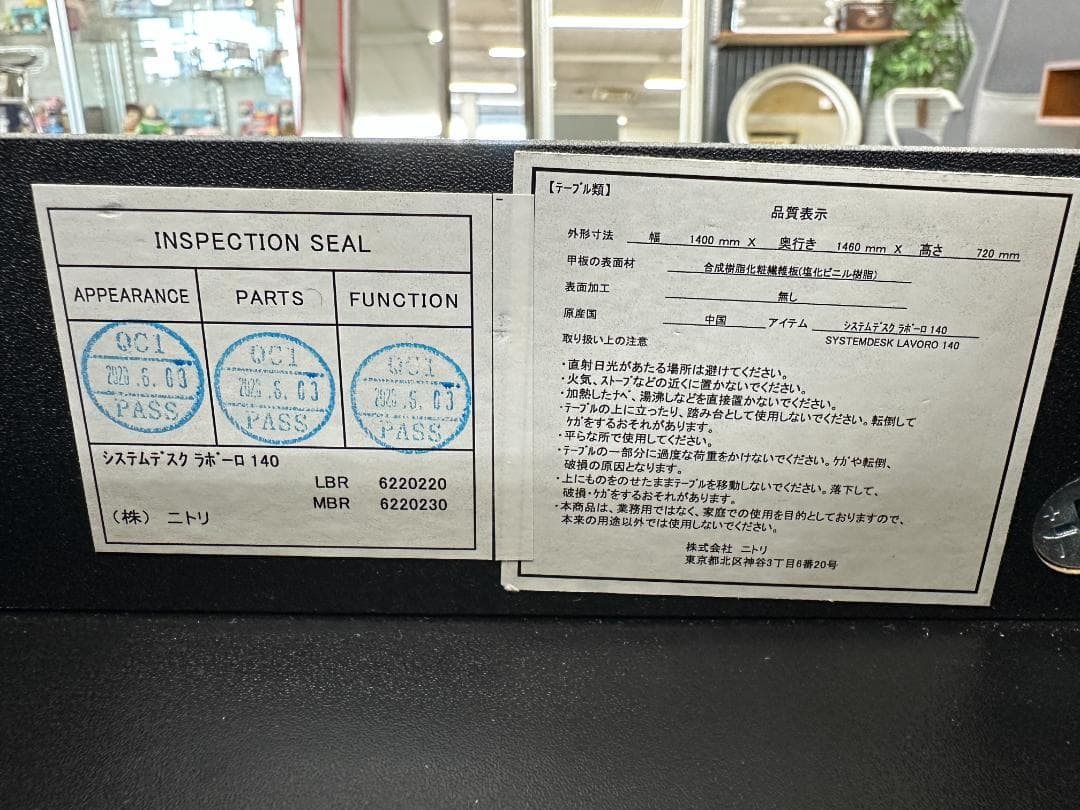 INSPECTION SEAL
APPEARANCE PARTS FUNCTION
QC1 QC1 QC1
.6.03 .6.03 .6.03
PASS PASS PASS
システムデスク ラボーロ 140
LBR 6220220
MBR 6220230
(株) ニトリ
【テーブル類】
品質表示
外形寸法 幅 1400 mm X 奥行き 1460 mm X 高さ 720 mm
甲板の表面材 合成樹脂化粧繊維板(塩化ビニル樹脂)
表面加工 無し
原産国 中国 アイテム システムデスク ラボーロ 140
取り扱い上の注意 SYSTEMDESK LAVORO 140
・直射日光があたる場所は避けてください。
・火気、ストーブなどの近くに置かないでください。
・加熱したナベ、湯沸しなどを直接置かないでください。
・テーブルの上に立ったり、踏み台として使用しないでください。転倒して
ケガをするおそれがあります。
・平らな所で使用してください。
・テーブルの一部分に過度な荷重をかけないでください。ケガや転倒、
破損の原因となります。
・上にものをのせたままテーブルを移動しないでください。落下して、
破損・ケガをするおそれがあります。
・本商品は、業務用ではなく、家庭での使用を目的としておりますので、
本来の用途以外では使用しないでください。
株式会社 ニトリ
東京都北区神谷3丁目6番20号